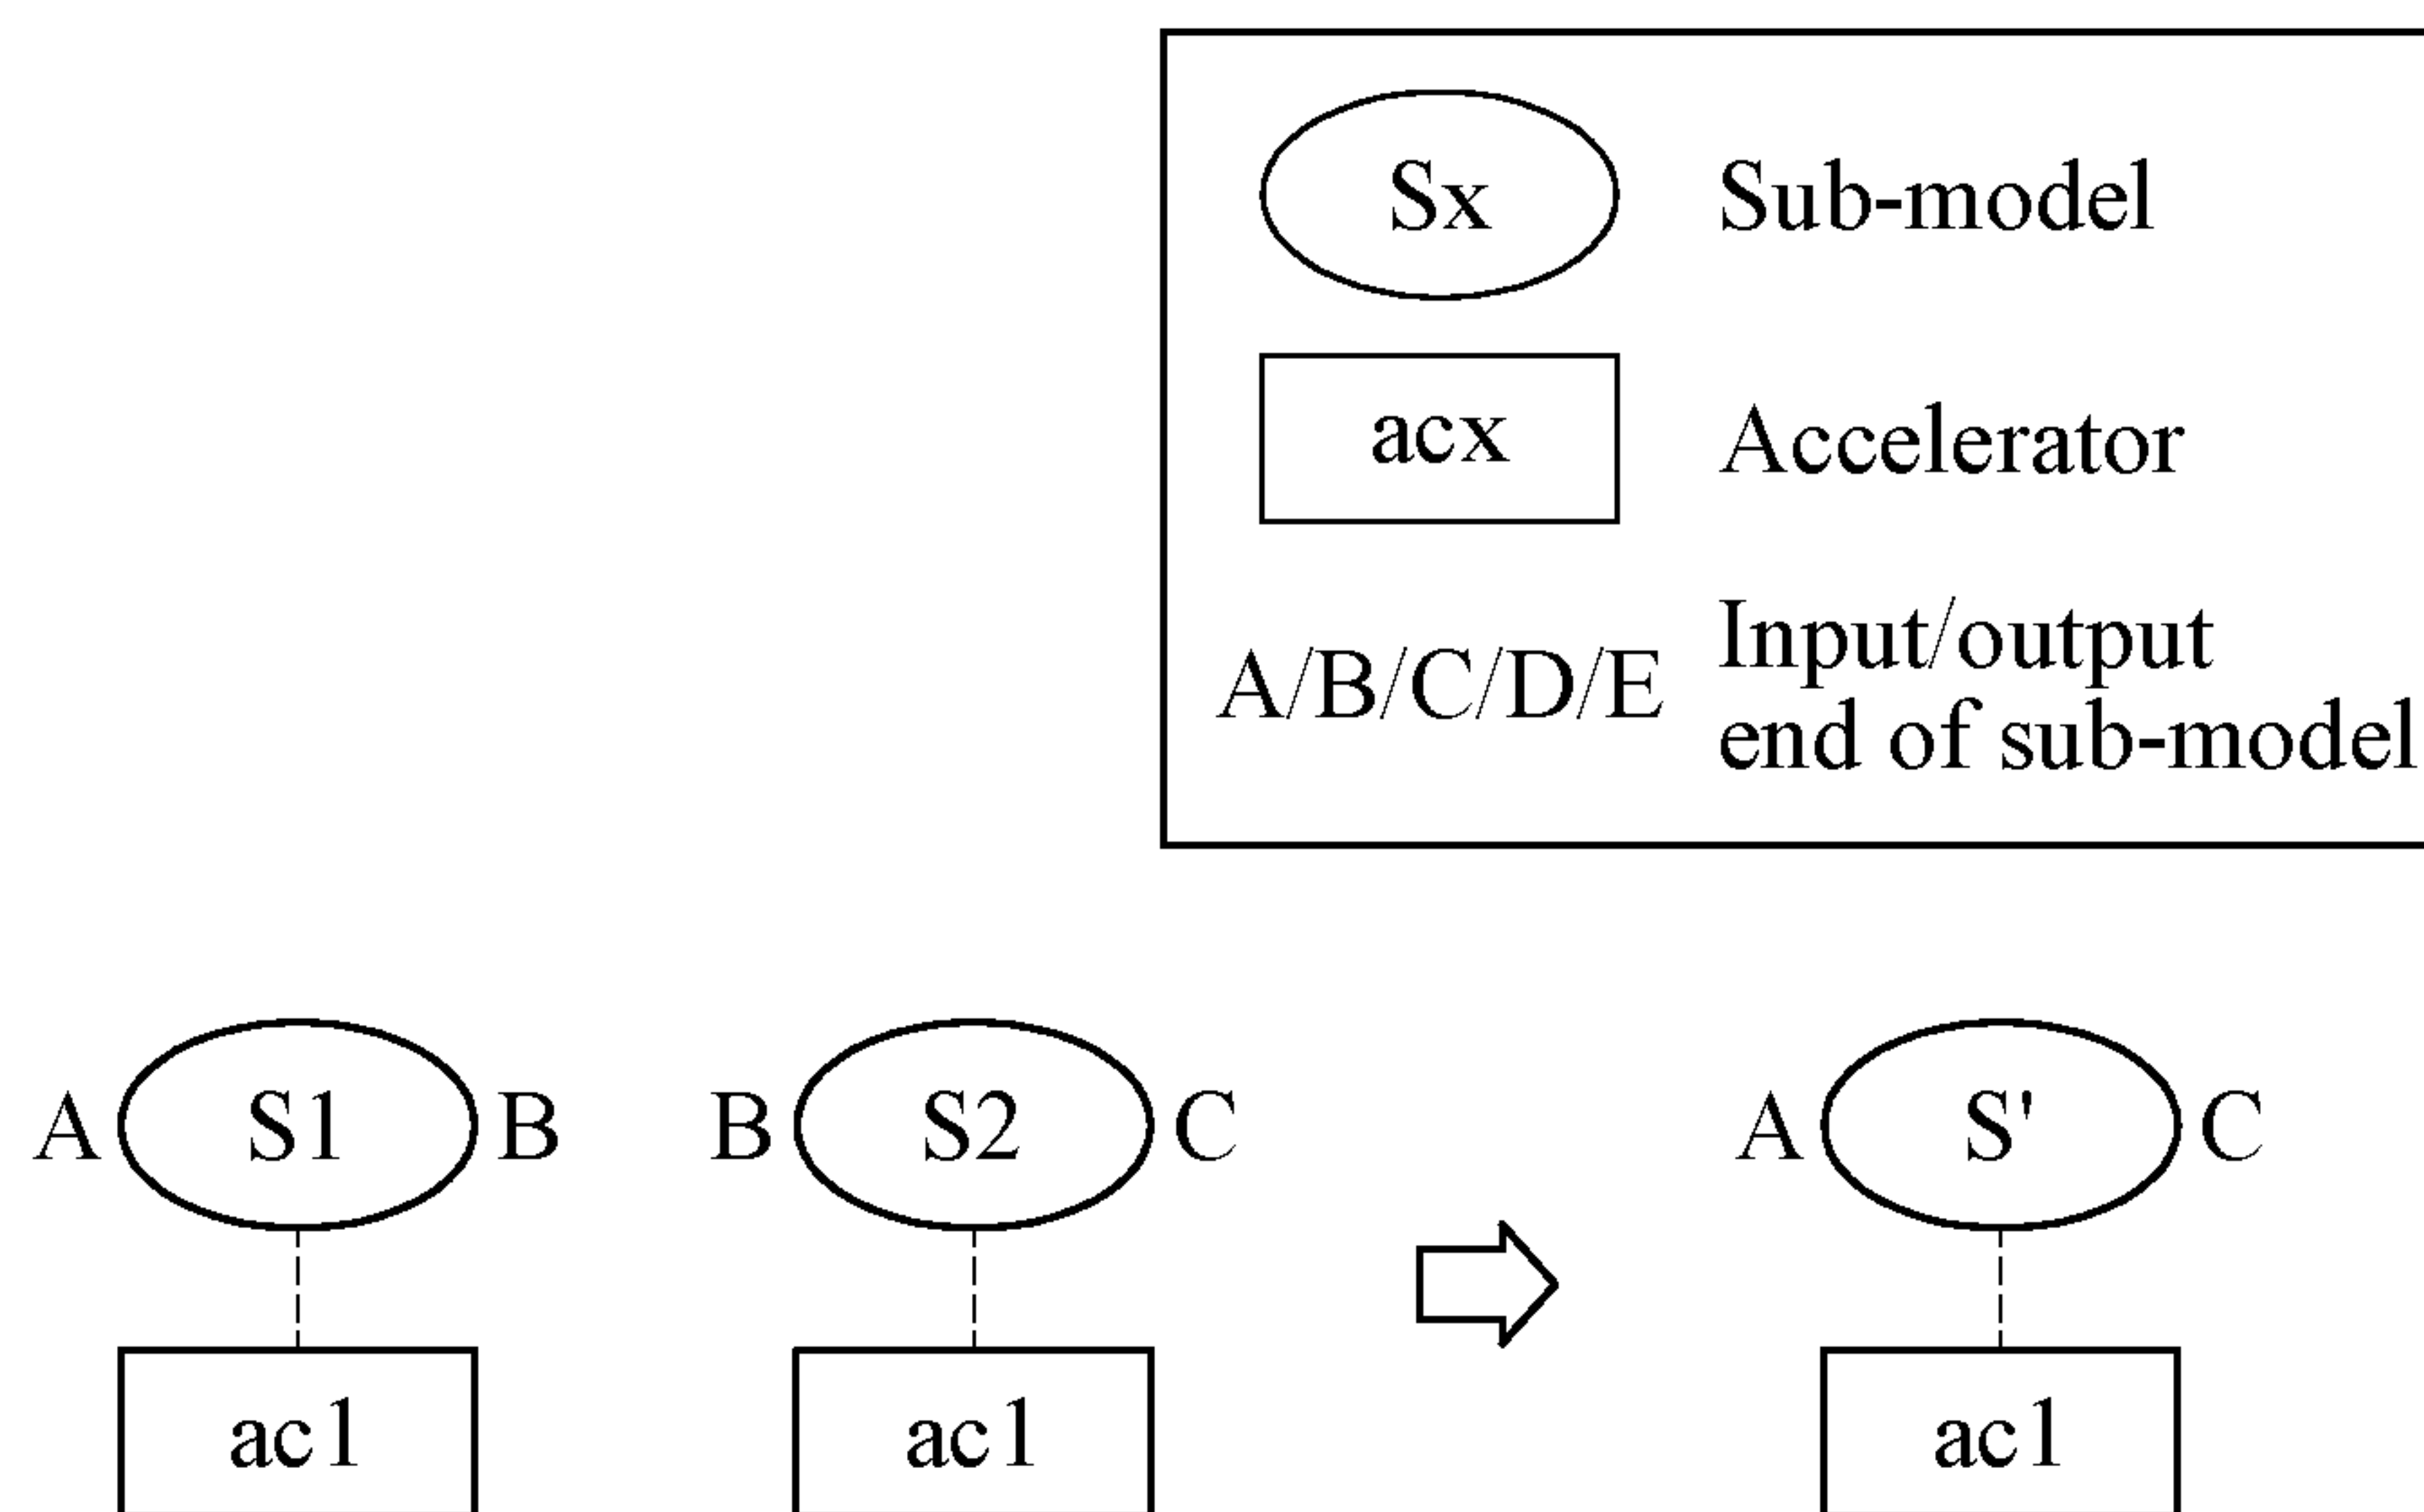 Sx Sub-model
acx Accelerator
A/B/C/D/E Input/output
end of sub-model
A S1 B B S2 C A S' C
ac1 ac1 ac1